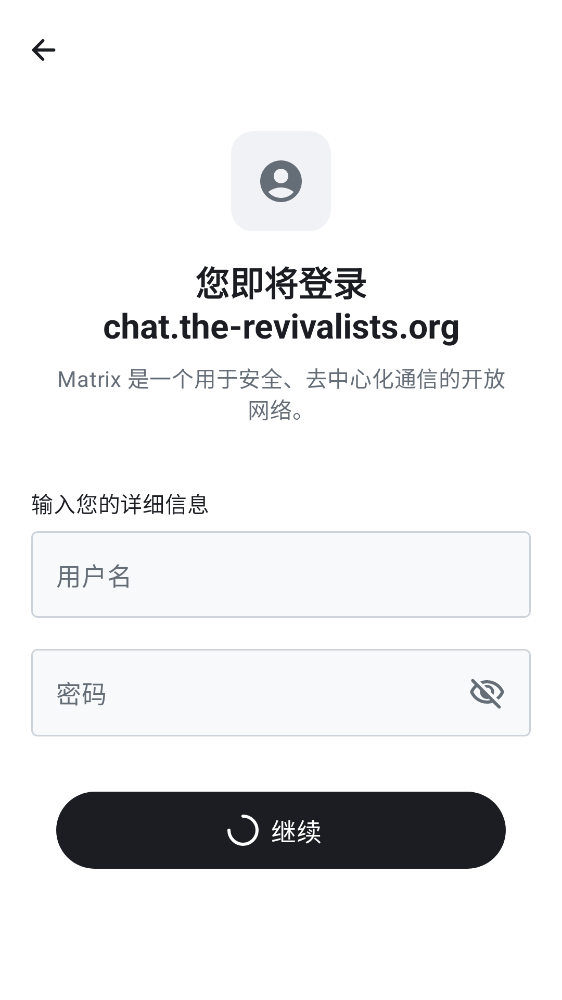 您即将登录
chat.the-revivalists.org
Matrix 是一个用于安全、去中心化通信的开放
网络。
输入您的详细信息
用户名
密码
继续